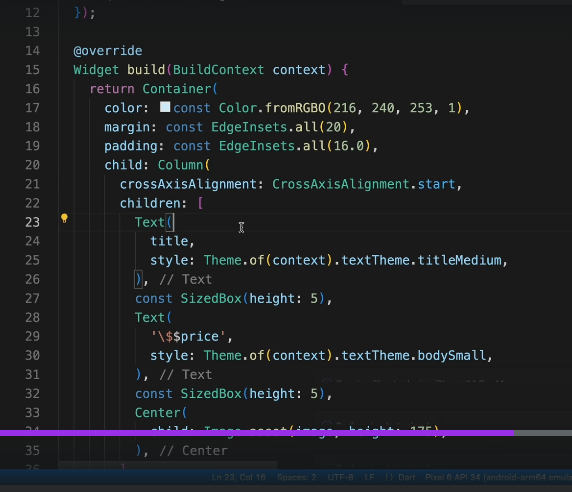 12 });
13
14 @override
15 Widget build(BuildContext context) {
16 return Container(
17 color: const Color.fromRGBO(216, 240, 253, 1),
18 margin: const EdgeInsets.all(20),
19 padding: const EdgeInsets.all(16.0),
20 child: Column(
21 crossAxisAlignment: CrossAxisAlignment.start,
22 children: [
23 Text(
24 title,
25 style: Theme.of(context).textTheme.titleMedium,
26 ), // Text
27 const SizedBox(height: 5),
28 Text(
29 '\$$price',
30 style: Theme.of(context).textTheme.bodySmall,
31 ), // Text
32 const SizedBox(height: 5),
33 Center(
34 child: Image.asset(image, height: 175),
35 ), // Center
36 ]
Ln 23, Col 16 Spaces: 2 UTF-8 LF {} Dart Pixel 6 API 34 (android-arm64